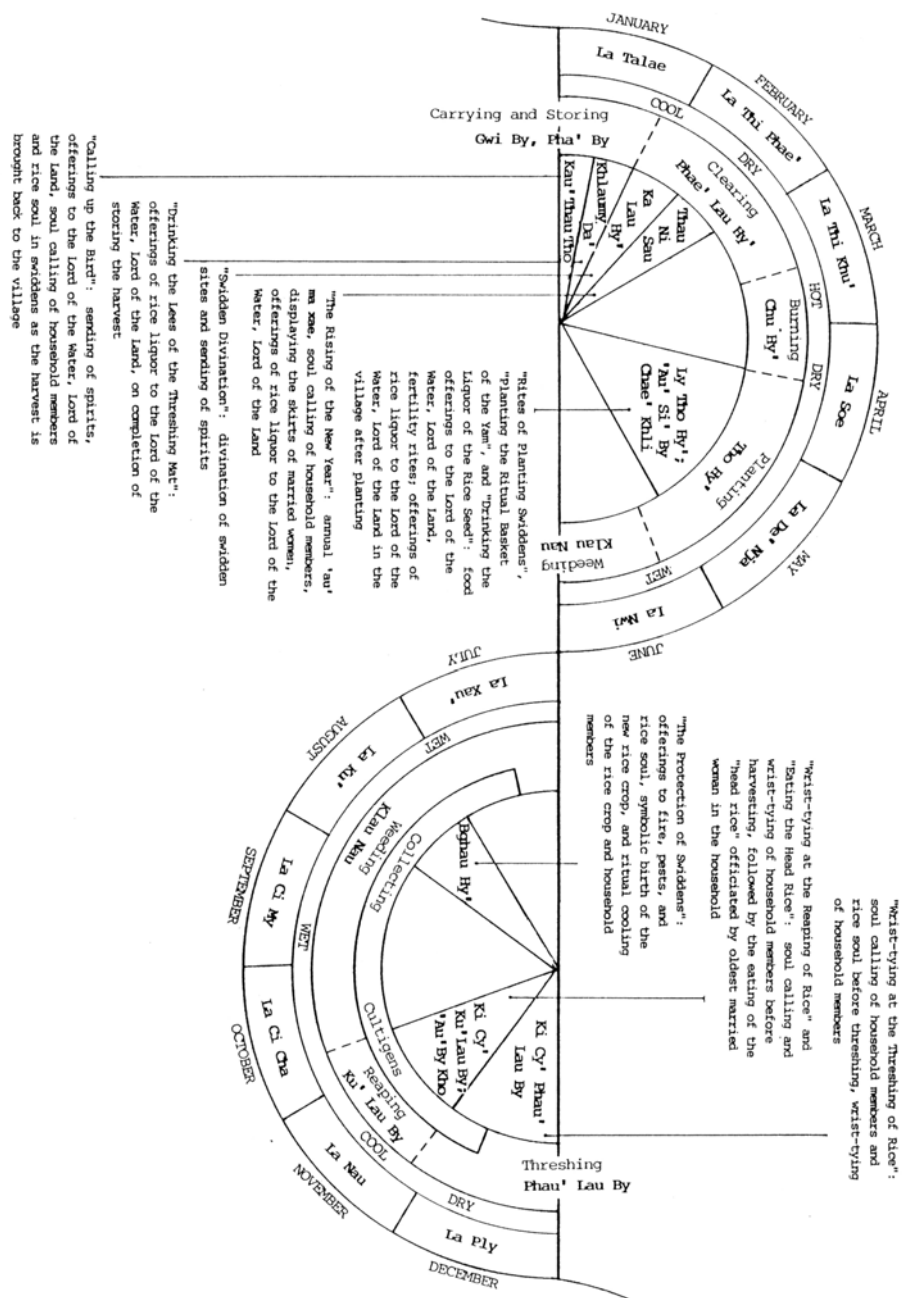 JANUARY
FEBRUARY
MARCH
APRIL
MAY
JUNE
La Talae
La Thi Phae'
La Thi Khu'
La' Soe
La De' Nja
La Nwi
COOL
DRY
HOT
DRY
WET
Carrying and Storing
Gwi By, Pha' By
Clearing
Phae' Lau Hy'
Burning
Chu By'
Planting
Tho Hy'
Weeding
Klau Nau
Kau'Thau Tho
Khlaumy
Da'
Ka
Lau
By'
Thau
Ni
Sau
Ly Tho By';
'Au' Si' By
Chae' Khli
"Rites of Planting Swiddens",
"Planting the Ritual Basket
of the Yam", and "Drinking the
Liquor of the Rice Seed": food
offerings to the Lord of the
Water, Lord of the Land,
fertility rites; offerings of
rice liquor to the Lord of the
Water, Lord of the Land in the
village after planting
"The Rising of the New Year": annual 'au'
ma xae, soul calling of household members,
displaying the skirts of married women,
offerings of rice liquor to the Lord of the
Water, Lord of the Land
"Swidden Divination": divination of swidden
sites and sending of spirits
"Drinking the Lees of the Threshing Mat":
offerings of rice liquor to the Lord of the
Water, Lord of the Land, on completion of
storing the harvest
"Calling up the Bird": sending of spirits,
offerings to the Lord of the Water, Lord of
the Land, soul calling of household members
and rice soul in swiddens as the harvest is
brought back to the village
JULY
AUGUST
SEPTEMBER
OCTOBER
NOVEMBER
DECEMBER
La Xau'
La Ku'
La Ci My
La Ci Cha
La Nau
La Ply
WET
WET
COOL
DRY
Weeding
Klau Nau
Collecting
Cultigens
Reaping
Ku' Lau By
Threshing
Phau' Lau By
Bghau Hy'
Ki Cy'
Ku'Lau By;
'Au'By Kho
Ki Cy' Phau'
Lau By
"The Protection of Swiddens":
offerings to fire, pests, and
rice soul, symbolic birth of the
new rice crop, and ritual cooling
of the rice crop and household
members
"Wrist-tying at the Reaping of Rice" and
"Eating the Head Rice": soul calling and
wrist-tying of household members before
harvesting, followed by the eating of the
"head rice" officiated by oldest married
woman in the household
"Wrist-tying at the Threshing of Rice":
soul calling of household members and
rice soul before threshing, wrist-tying
of household members